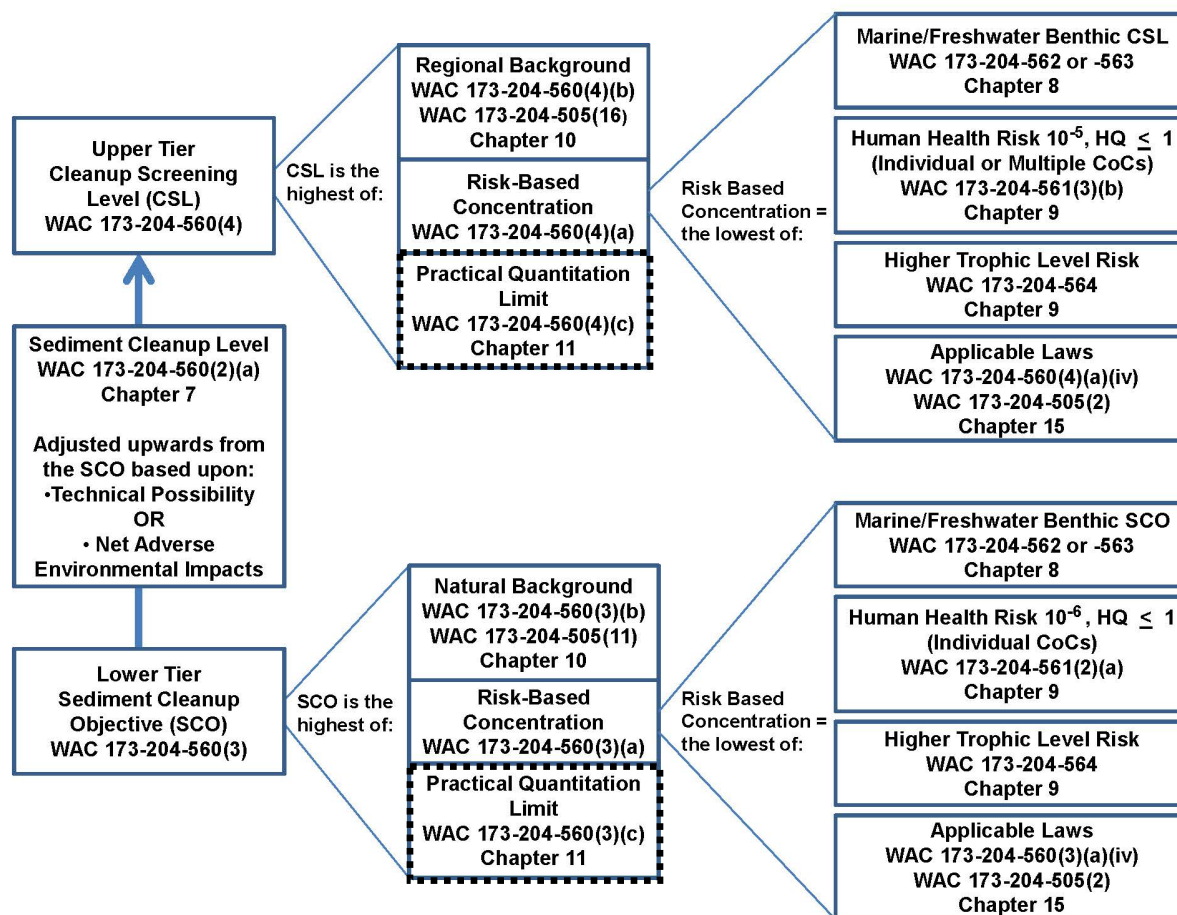 Upper Tier
Cleanup Screening
Level (CSL)
WAC 173-204-560(4)
Sediment Cleanup Level
WAC 173-204-560(2)(a)
Chapter 7
Adjusted upwards from
the SCO based upon:
•Technical Possibility
OR
• Net Adverse
Environmental Impacts
Lower Tier
Sediment Cleanup
Objective (SCO)
WAC 173-204-560(3)
CSL is the
highest of:
Regional Background
WAC 173-204-560(4)(b
WAC 173-204-505(16)
Chapter 10
Risk-Based
Concentration
WAC 173-204-560(4)(a)
Practical Quantitation
Limit
WAC 173-204-560(4)(c)
Chapter 11
Risk Based
Concentration =
the lowest of:
Marine/Freshwater Benthic CSL
WAC 173-204-562 or -563
Chapter 8
Human Health Risk 10⁻⁵, HQ ≤ 1
(Individual or Multiple CoCs)
WAC 173-204-561(3)(b)
Chapter 9
Higher Trophic Level Risk
WAC 173-204-564
Chapter 9
Applicable Laws
WAC 173-204-560(4)(a)(iv)
WAC 173-204-505(2)
Chapter 15
SCO is the
highest of:
Natural Background
WAC 173-204-560(3)(b)
WAC 173-204-505(11)
Chapter 10
Risk-Based
Concentration
WAC 173-204-560(3)(a)
Practical Quantitation
Limit
WAC 173-204-560(3)(c)
Chapter 11
Risk Based
Concentration =
the lowest of:
Marine/Freshwater Benthic SCO
WAC 173-204-562 or -563
Chapter 8
Human Health Risk 10⁻⁶, HQ ≤ 1
(Individual CoCs)
WAC 173-204-561(2)(a)
Chapter 9
Higher Trophic Level Risk
WAC 173-204-564
Chapter 9
Applicable Laws
WAC 173-204-560(3)(a)(iv)
WAC 173-204-505(2)
Chapter 15